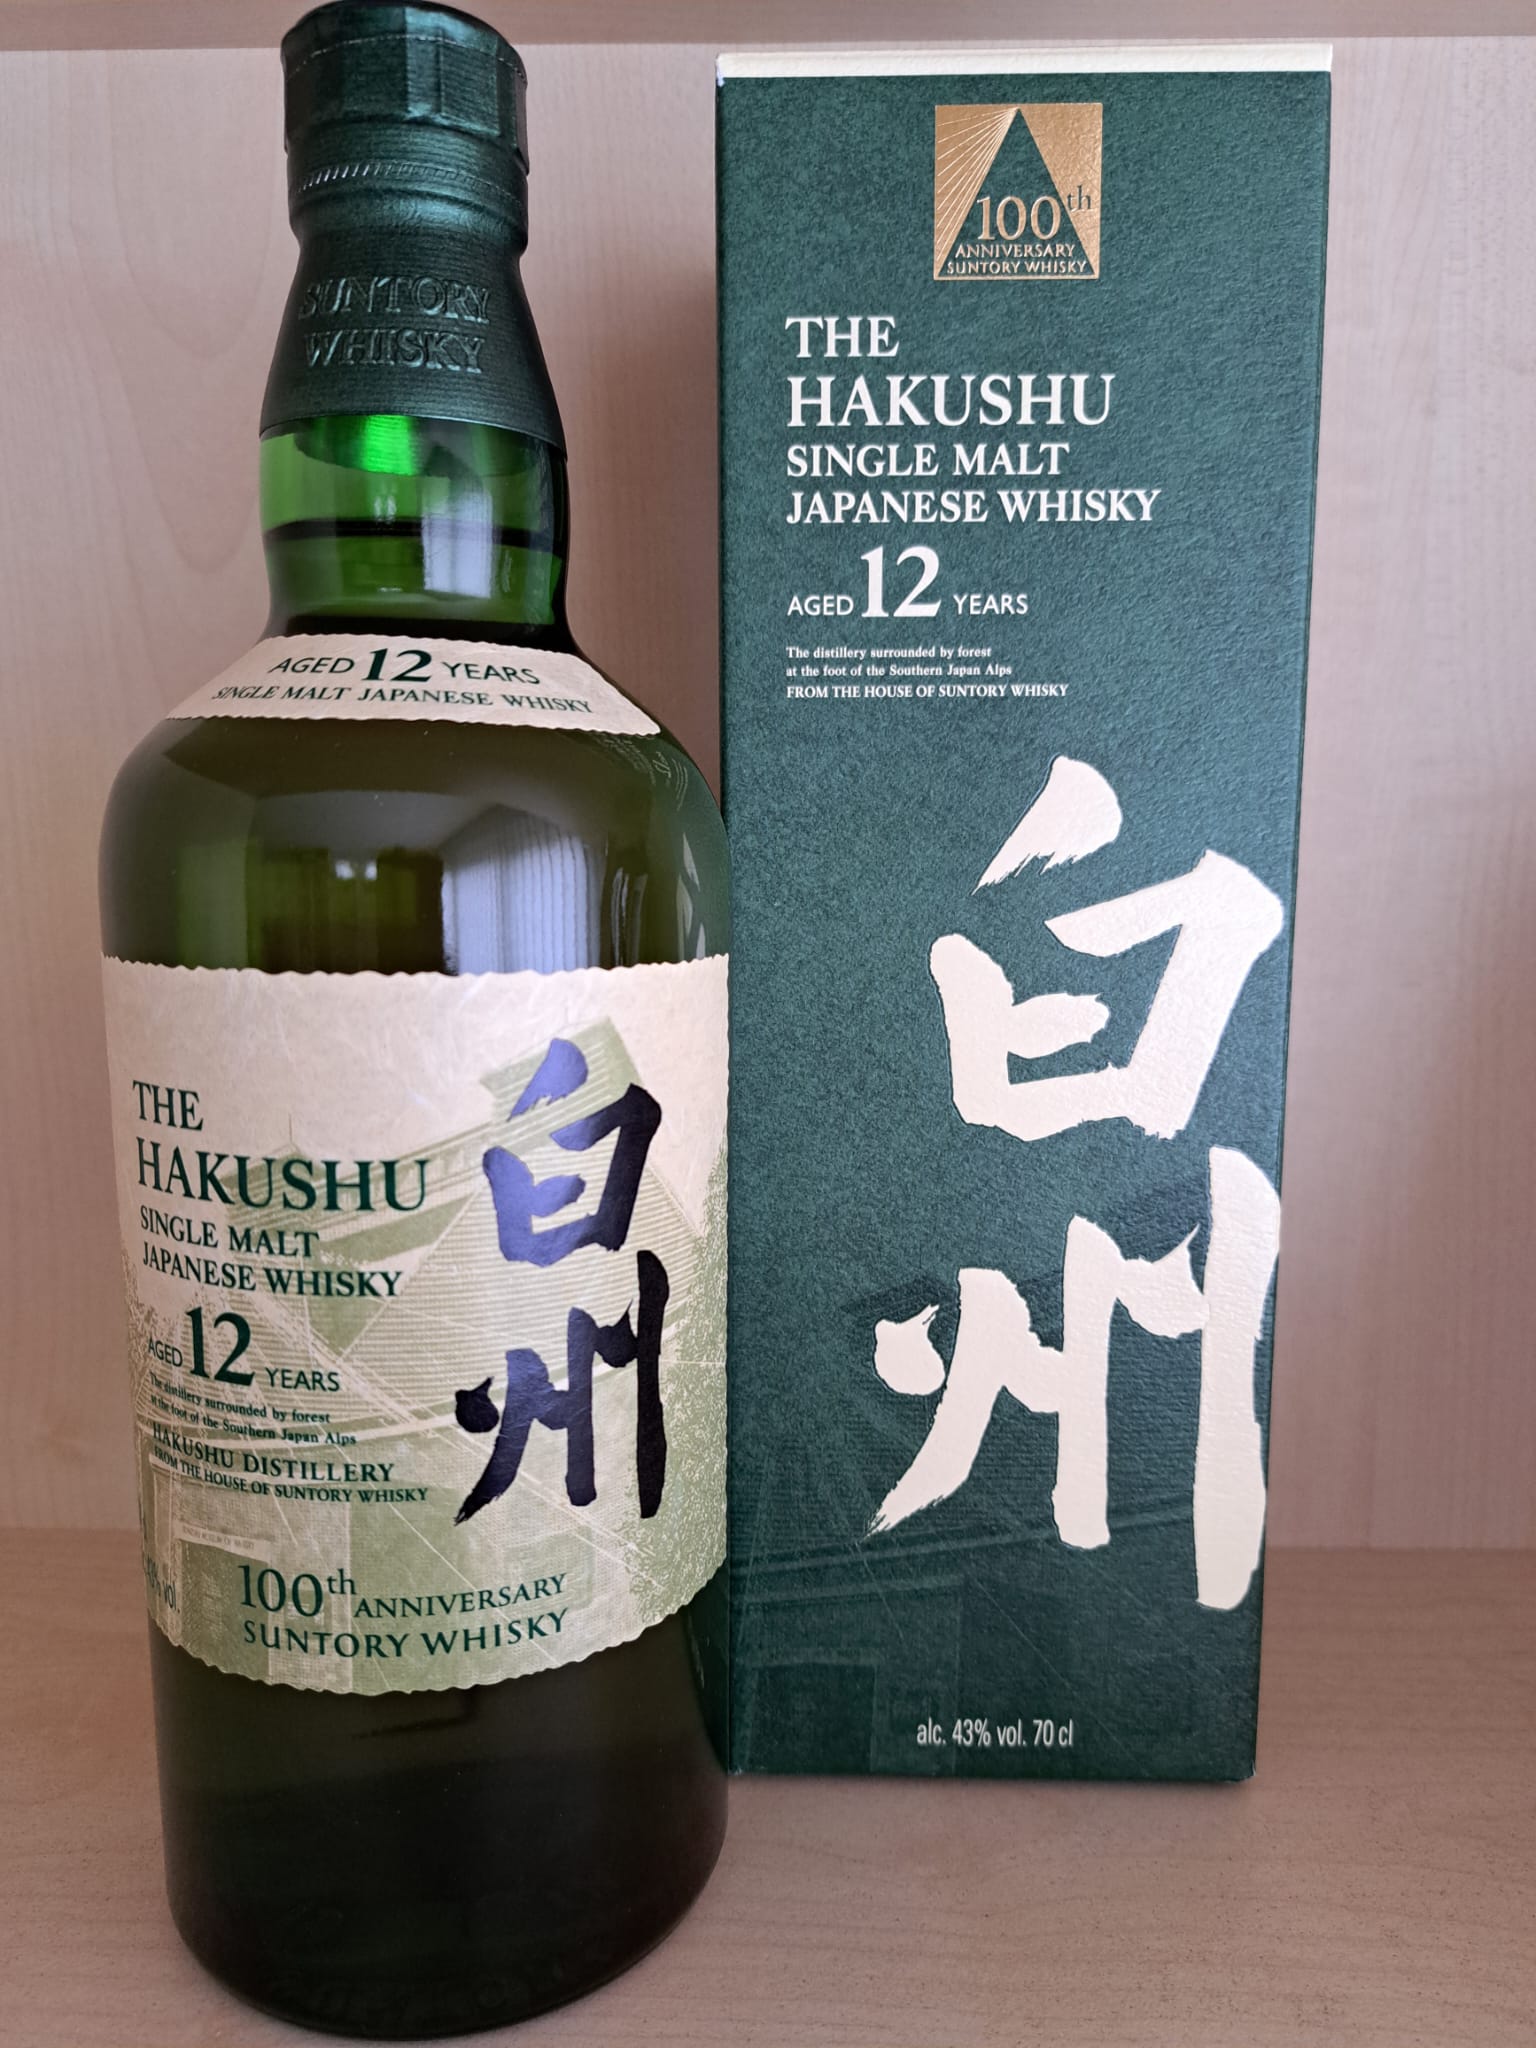 SUNTORY
WHISKY
AGED 12 YEARS
SINGLE MALT JAPANESE WHISKY
THE
HAKUSHU
SINGLE MALT
JAPANESE WHISKY
AGED 12 YEARS
The distillery surrounded by forest
at the foot of the Southern Japan Alps
HAKUSHU DISTILLERY
FROM THE HOUSE OF SUNTORY WHISKY
白州
43% vol.
100th ANNIVERSARY
SUNTORY WHISKY
100th
ANNIVERSARY
SUNTORY WHISKY
THE
HAKUSHU
SINGLE MALT
JAPANESE WHISKY
AGED 12 YEARS
The distillery surrounded by forest
at the foot of the Southern Japan Alps
FROM THE HOUSE OF SUNTORY WHISKY
白州
alc. 43% vol. 70 cl